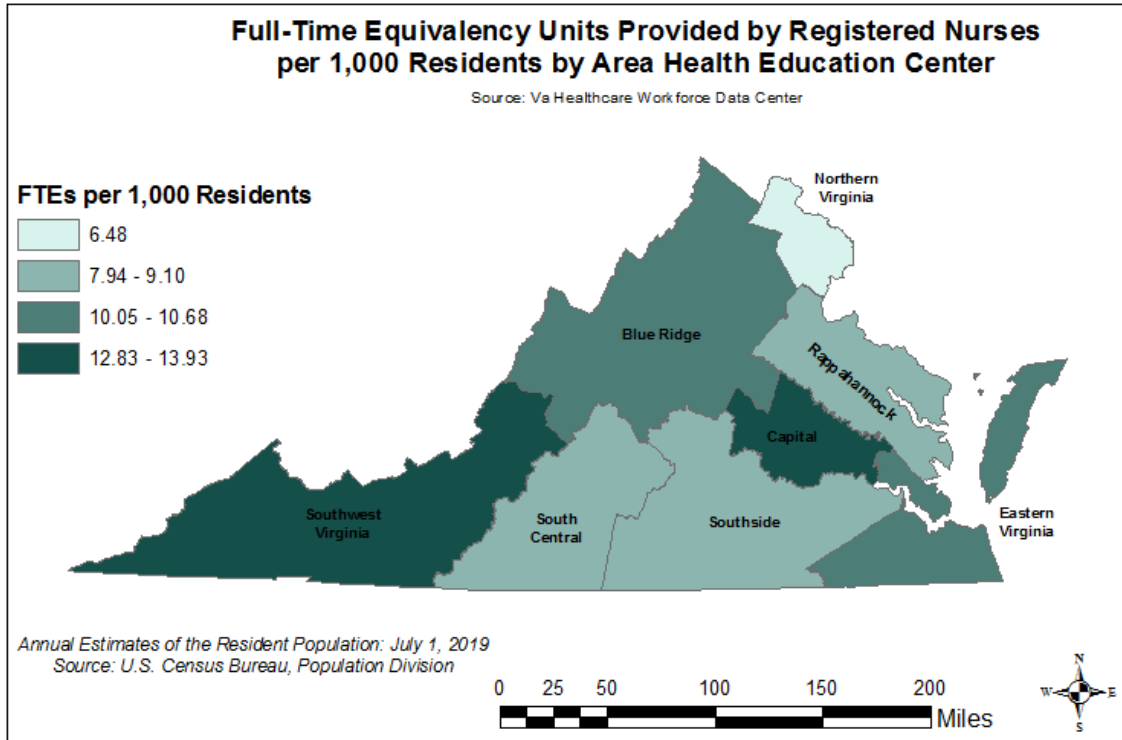 Full-Time Equivalency Units Provided by Registered Nurses
per 1,000 Residents by Area Health Education Center
Source: Va Healthcare Workforce Data Center
FTEs per 1,000 Residents
6.48
7.94 - 9.10
10.05 - 10.68
12.83 - 13.93
Northern
Virginia
Blue Ridge
Rappahannock
Capital
Southwest
Virginia
South
Central
Southside
Eastern
Virginia
Annual Estimates of the Resident Population: July 1, 2019
Source: U.S. Census Bureau, Population Division
0 25 50 100 150 200
Miles
N
W E
S